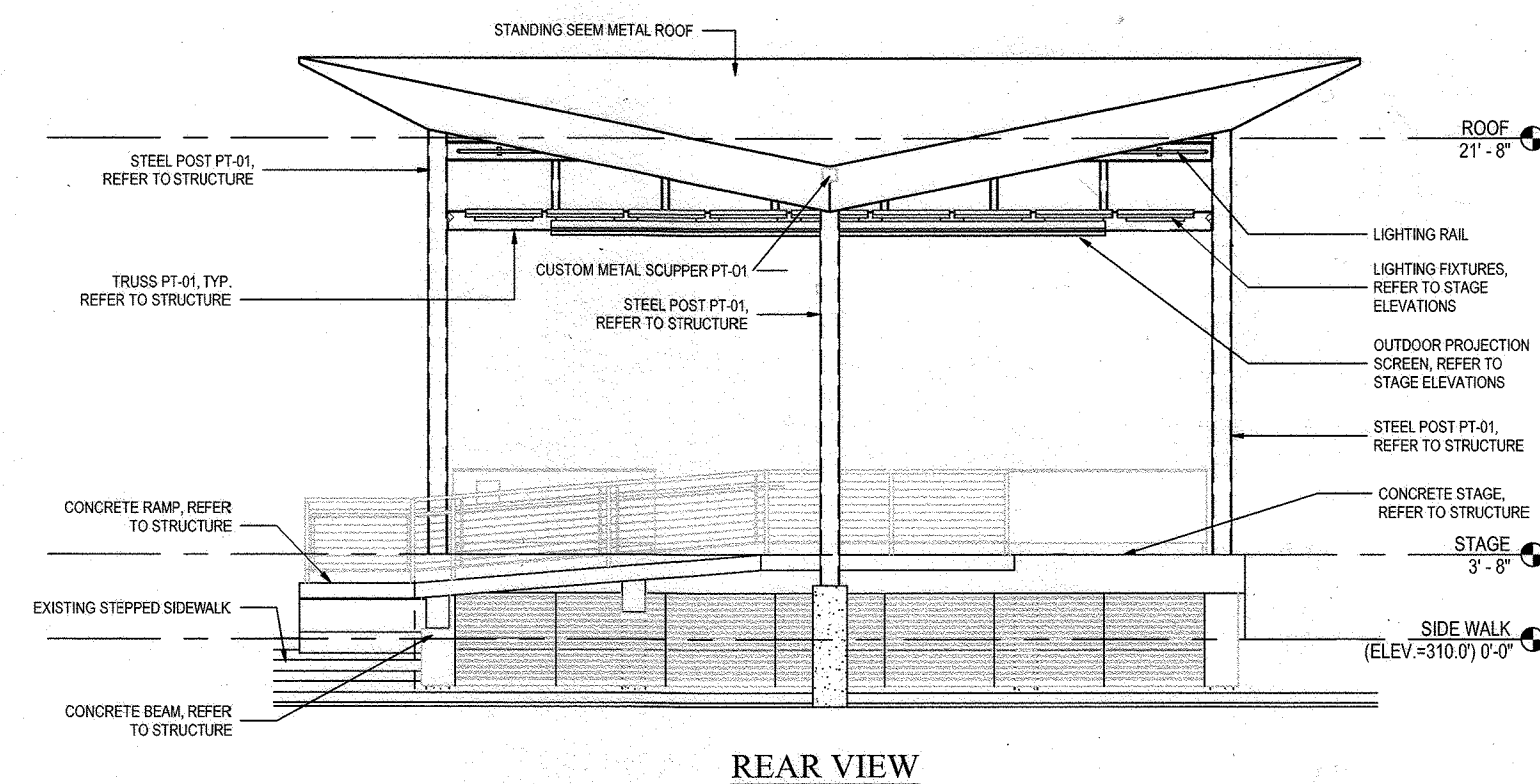 STANDING SEEM METAL ROOF
ROOF
21' - 8"
STEEL POST PT-01,
REFER TO STRUCTURE
LIGHTING RAIL
LIGHTING FIXTURES,
REFER TO STAGE
ELEVATIONS
CUSTOM METAL SCUPPER PT-01
TRUSS PT-01, TYP.
REFER TO STRUCTURE
STEEL POST PT-01,
REFER TO STRUCTURE
OUTDOOR PROJECTION
SCREEN, REFER TO
STAGE ELEVATIONS
STEEL POST PT-01,
REFER TO STRUCTURE
CONCRETE RAMP, REFER
TO STRUCTURE
CONCRETE STAGE,
REFER TO STRUCTURE
STAGE
3' - 8"
EXISTING STEPPED SIDEWALK
SIDE WALK
(ELEV.=310.0') 0'-0"
CONCRETE BEAM, REFER
TO STRUCTURE
REAR VIEW